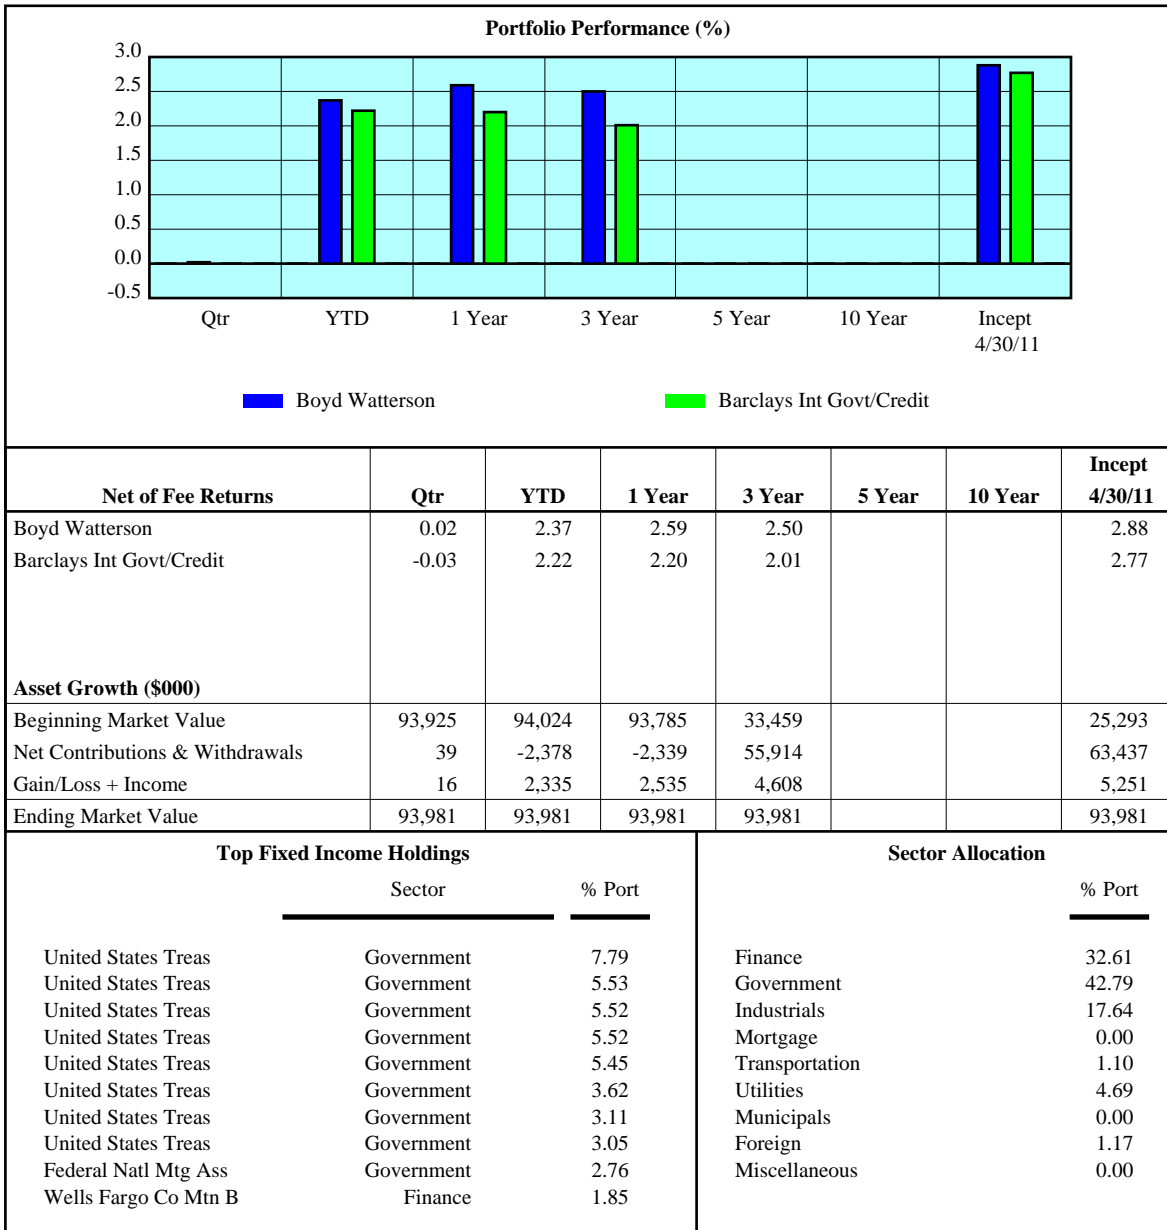 Portfolio Performance (%)
3.0
2.5
2.0
1.5
1.0
0.5
0.0
-0.5
Qtr YTD 1 Year 3 Year 5 Year 10 Year Incept
4/30/11
Boyd Watterson Barclays Int Govt/Credit
Incept
Net of Fee Returns Qtr YTD 1 Year 3 Year 5 Year 10 Year 4/30/11
Boyd Watterson 0.02 2.37 2.59 2.50 2.88
Barclays Int Govt/Credit -0.03 2.22 2.20 2.01 2.77
Asset Growth ($000)
Beginning Market Value 93,925 94,024 93,785 33,459 25,293
Net Contributions & Withdrawals 39 -2,378 -2,339 55,914 63,437
Gain/Loss + Income 16 2,335 2,535 4,608 5,251
Ending Market Value 93,981 93,981 93,981 93,981 93,981
Top Fixed Income Holdings
Sector % Port
United States Treas Government 7.79
United States Treas Government 5.53
United States Treas Government 5.52
United States Treas Government 5.52
United States Treas Government 5.45
United States Treas Government 3.62
United States Treas Government 3.11
United States Treas Government 3.05
Federal Natl Mtg Ass Government 2.76
Wells Fargo Co Mtn B Finance 1.85
Sector Allocation
% Port
Finance 32.61
Government 42.79
Industrials 17.64
Mortgage 0.00
Transportation 1.10
Utilities 4.69
Municipals 0.00
Foreign 1.17
Miscellaneous 0.00